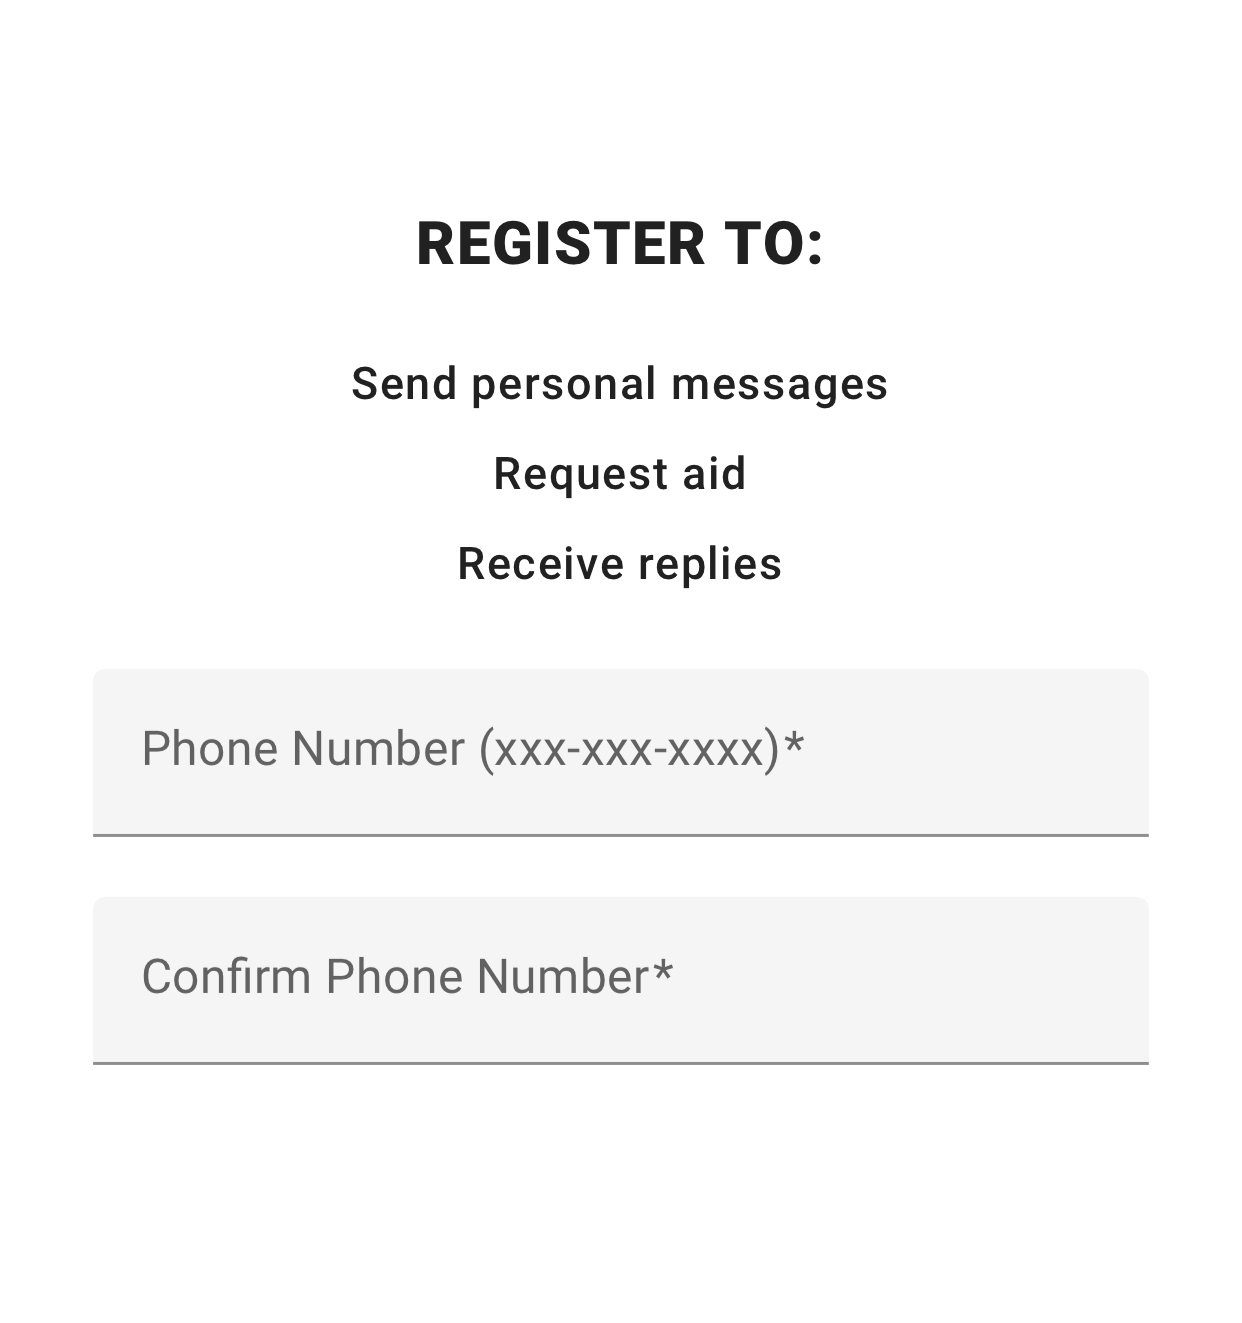 REGISTER TO:
Send personal messages
Request aid
Receive replies
Phone Number (xxx-xxx-xxxx)*
Confirm Phone Number*